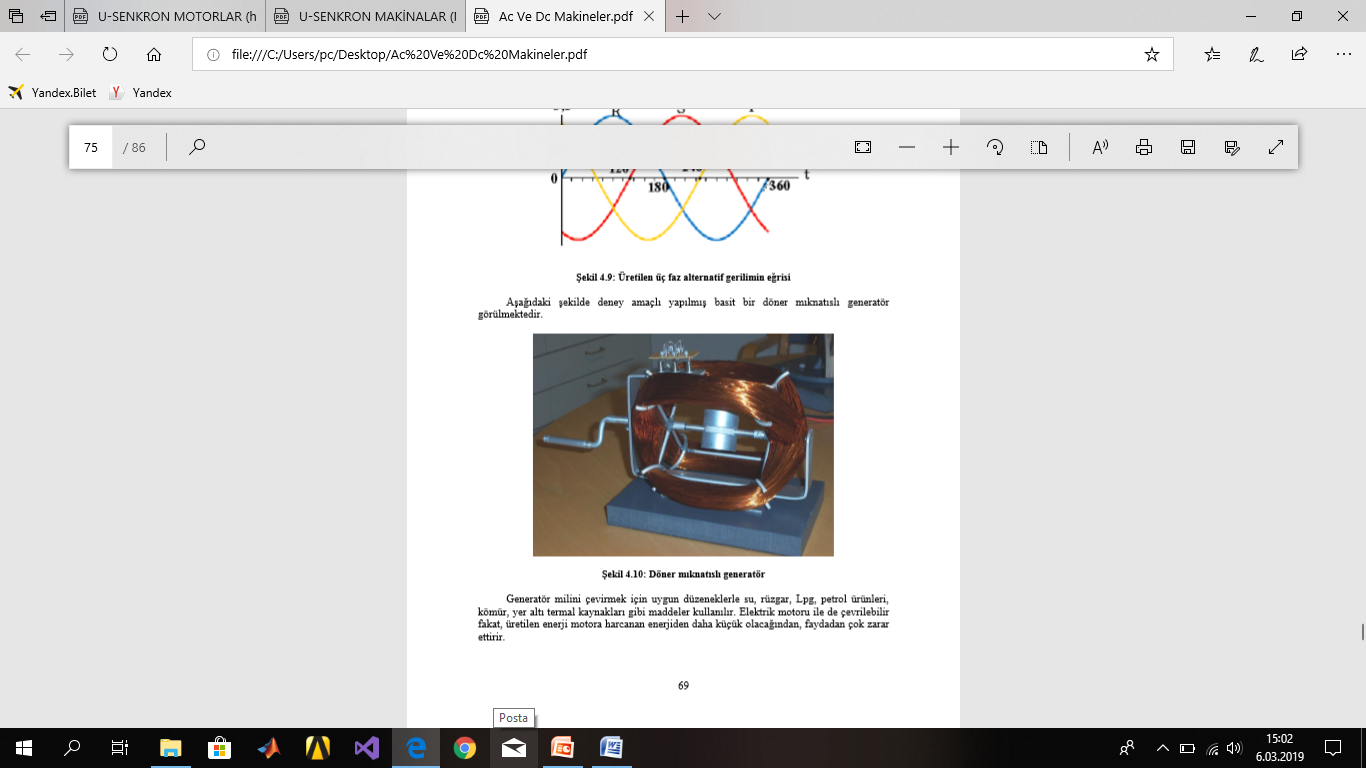 U-SENKRON MOTORLAR (h
U-SENKRON MAKİNALAR (I
Ac Ve Dc Makineler.pdf
file:///C:/Users/pc/Desktop/Ac%20Ve%20Dc%20Makineler.pdf
Yandex.Bilet
Yandex
75 / 86
0
180
360
t
Şekil 4.9: Üretilen üç faz alternatif gerilimin eğrisi
Aşağıdaki şekilde deney amaçlı yapılmış basit bir döner mıknatıslı generatör
görülmektedir.
Şekil 4.10: Döner mıknatıslı generatör
Generatör milini çevirmek için uygun düzeneklerle su, rüzgar, Lpg, petrol ürünleri,
kömür, yer altı termal kaynakları gibi maddeler kullanılır. Elektrik motoru ile de çevrilebilir
fakat, üretilen enerji motora harcanan enerjiden daha küçük olacağından, faydadan çok zarar
ettirir.
69
Posta
15:02
6.03.2019